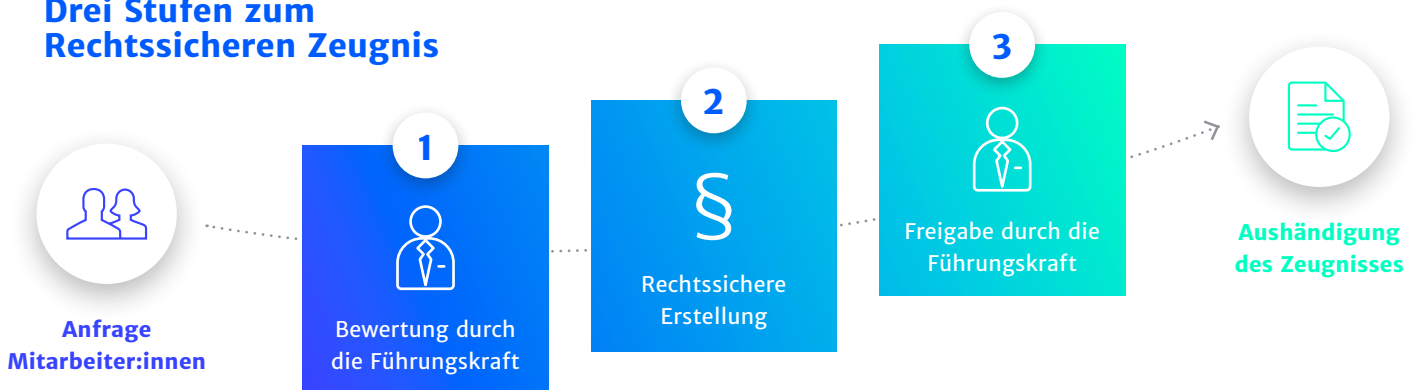 Drei Stufen zum
Rechtssicheren Zeugnis
Anfrage
Mitarbeiter:innen
1
Bewertung durch
die Führungskraft
2
§
Rechtssichere
Erstellung
3
Freigabe durch die
Führungskraft
Aushändigung
des Zeugnisses